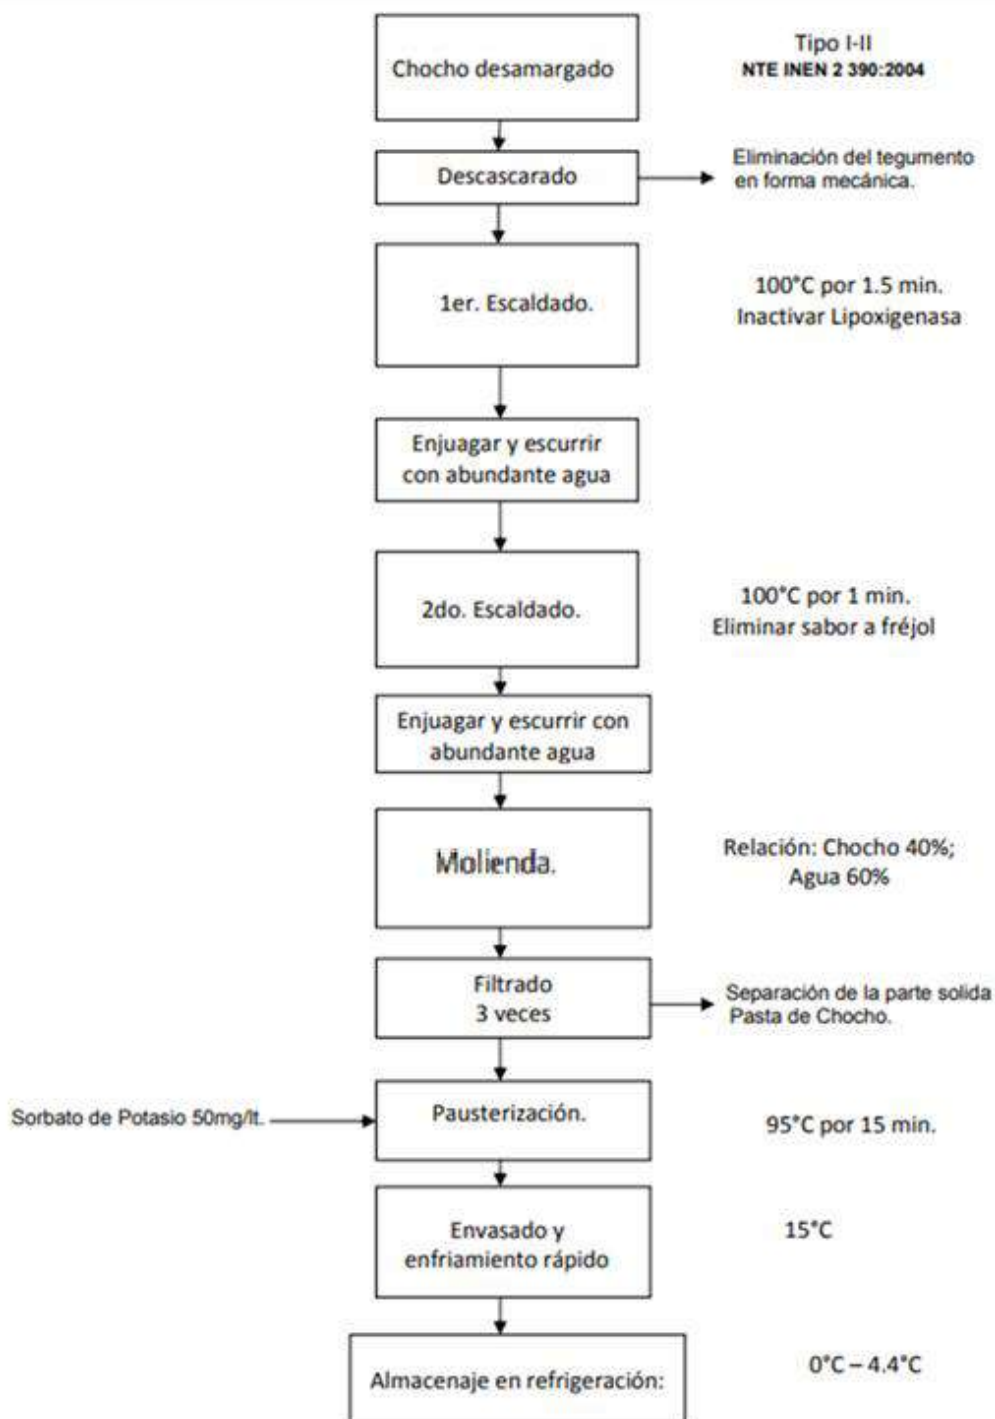 Chocho desamargado
Tipo I-II
NTE INEN 2 390:2004
Descascarado
Eliminación del tegumento
en forma mecánica.
1er. Escaldado.
100°C por 1.5 min.
Inactivar Lipoxigenasa
Enjuagar y escurrir
con abundante agua
2do. Escaldado.
100°C por 1 min.
Eliminar sabor a fréjol
Enjuagar y escurrir con
abundante agua
Molienda.
Relación: Chocho 40%;
Agua 60%
Filtrado
3 veces
Separación de la parte solida
Pasta de Chocho.
Sorbato de Potasio 50mg/lt.
Pausterización.
95°C por 15 min.
Envasado y
enfriamiento rápido
15°C
Almacenaje en refrigeración:
0°C – 4.4°C